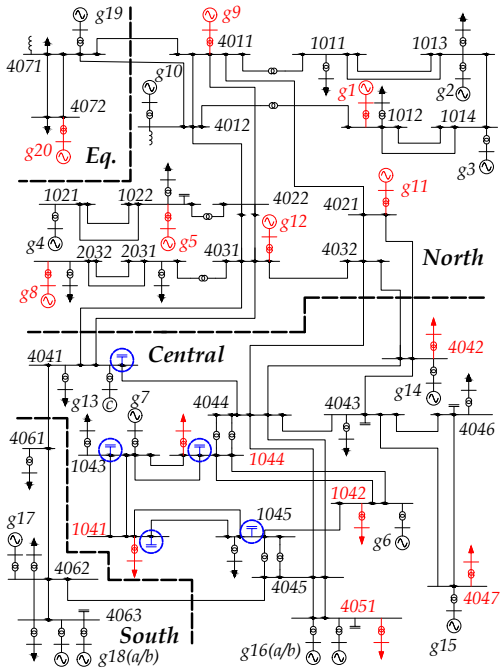 g19
g9
4071
4011
1011
1013
g10
g2
4072
g1
4012
1012
1014
g20
Eq.
g3
g11
1021
1022
4022
4021
g12
g4
g5
2032
2031
4031
4032
North
g8
4041
Central
4042
g13
C
g7
g14
4044
4043
4046
4061
1043
1044
1042
g17
1041
1045
g6
4062
4045
4047
4051
4063
South
g15
g18(a/b)
g16(a/b)